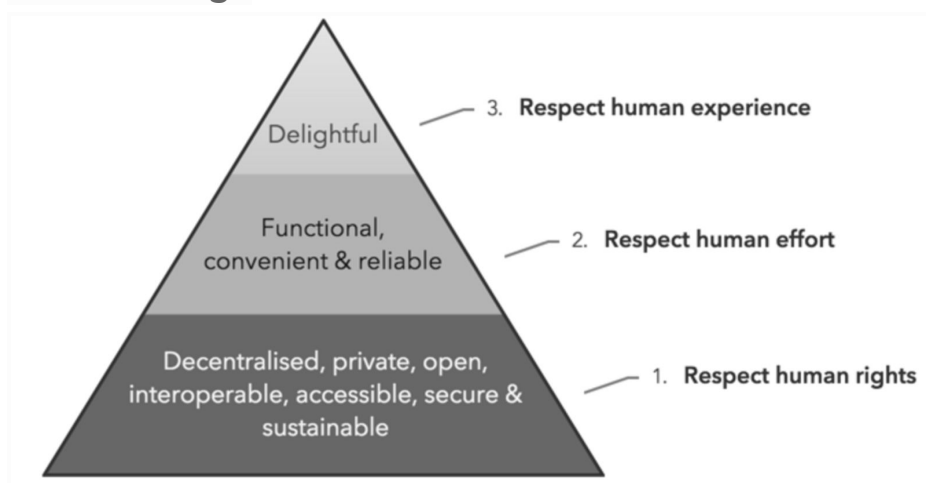 Delightful
3. Respect human experience
Functional,
convenient & reliable
2. Respect human effort
Decentralised, private, open,
interoperable, accessible, secure &
sustainable
1. Respect human rights